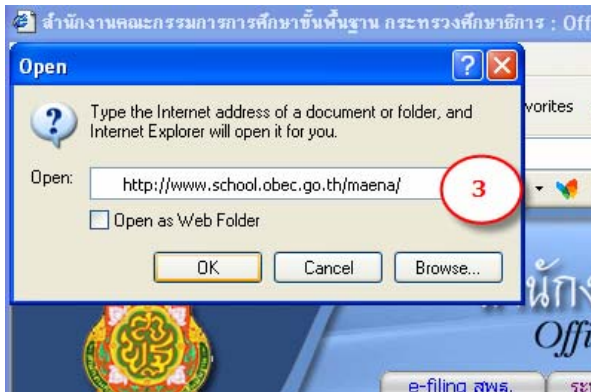 สำนักงานคณะกรรมการการศึกษาขั้นพื้นฐาน กระทรวงศึกษาธิการ : Off
Open
?
Type the Internet address of a document or folder, and
Internet Explorer will open it for you.
vorites
Open:
http://www.school.obec.go.th/maena/
3
Open as Web Folder
OK Cancel Browse...
Offi
e-filing สพร.